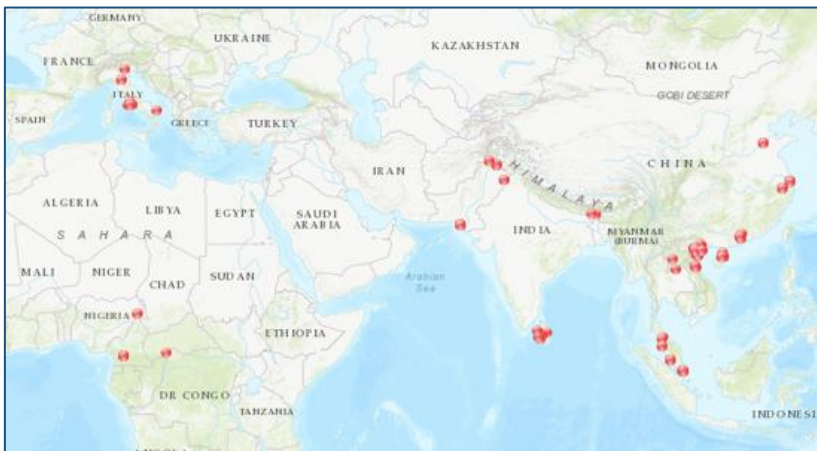 GERMANY
UKRAINE
KAZAKHSTAN
FRANCE
MONGOLIA
ITALY
GOBI DESERT
SPAIN
GREECE
TURKEY
CHINA
IRAN
HIMALAYA
ALGERIA
LIBYA
EGYPT
SAUDI
ARABIA
SAHARA
INDIA
MYANMAR
(BURMA)
MALI
NIGER
CHAD
SUDAN
Arabian
Sea
NIGERIA
ETHIOPIA
DR CONGO
TANZANIA
INDONESI
ANGOLA